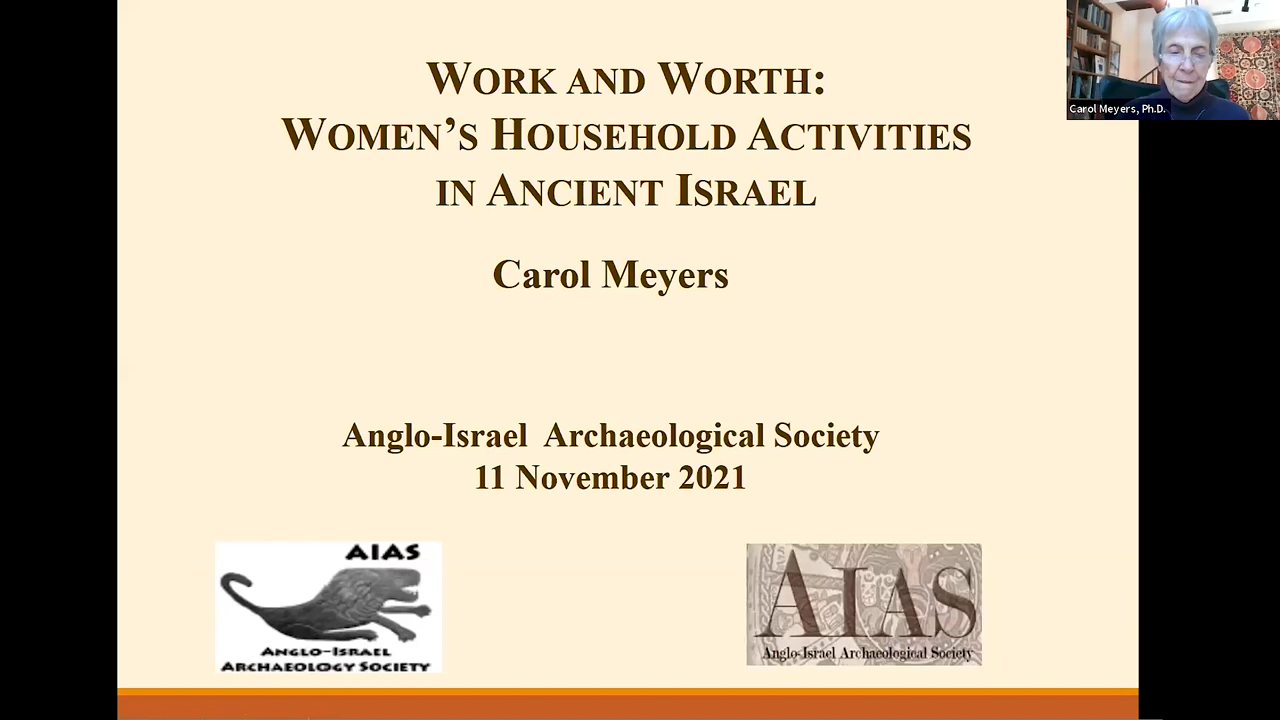 WORK AND WORTH:
WOMEN'S HOUSEHOLD ACTIVITIES
IN ANCIENT ISRAEL
Carol Meyers
Anglo-Israel Archaeological Society
11 November 2021
AIAS
ANGLO-ISRAEL
ARCHAEOLOGY SOCIETY
AIAS
Anglo-Israel Archaeological Society
Carol Meyers, Ph.D.